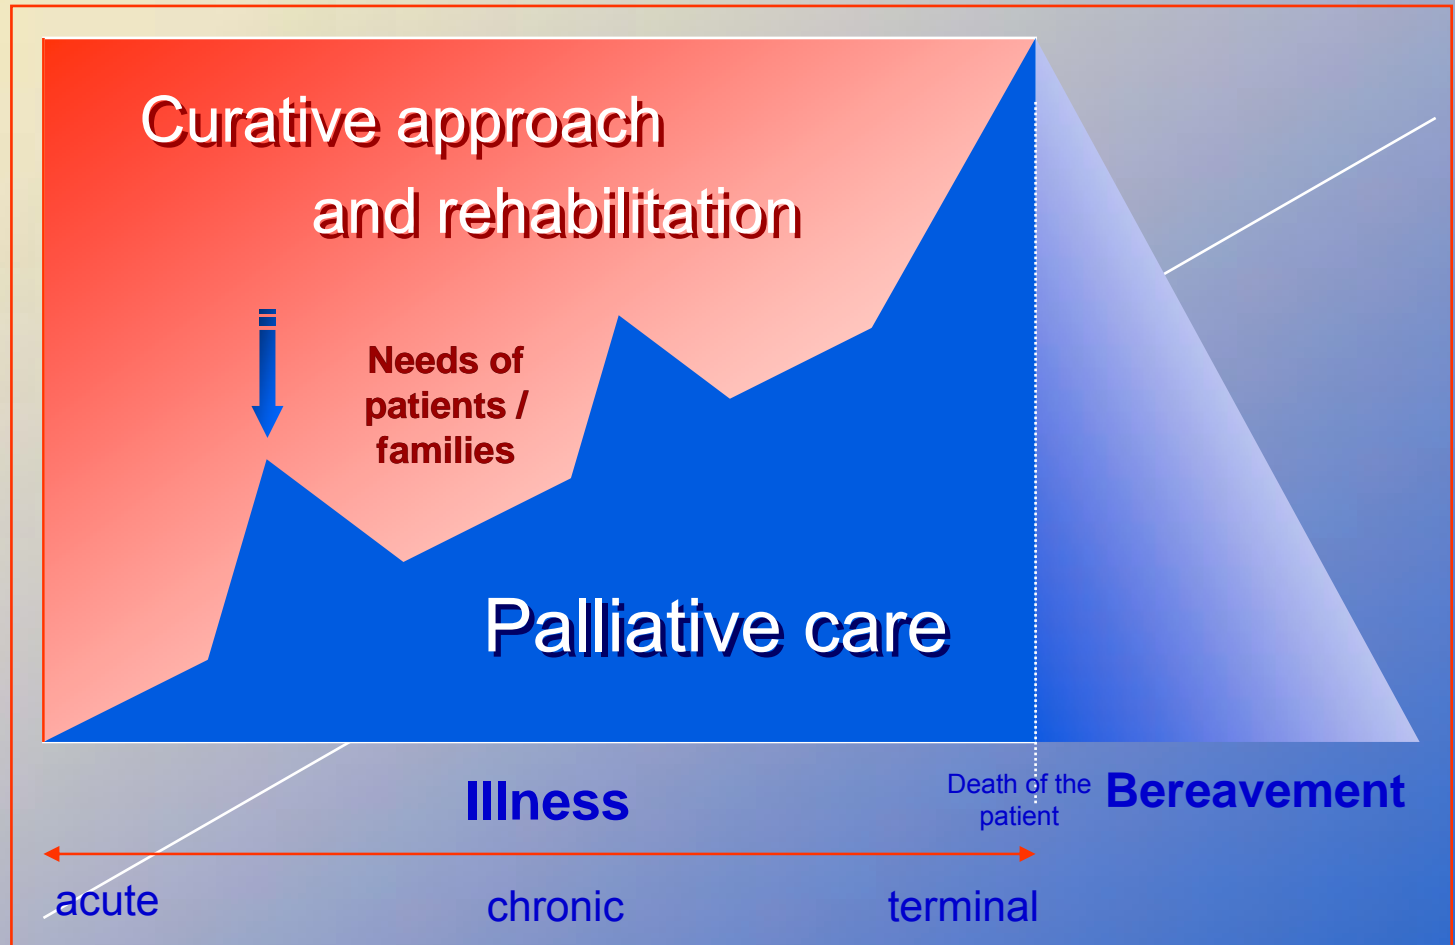 Curative approach
and rehabilitation
Needs of
patients /
families
Palliative care
Illness
Death of the
patient
Bereavement
acute
chronic
terminal